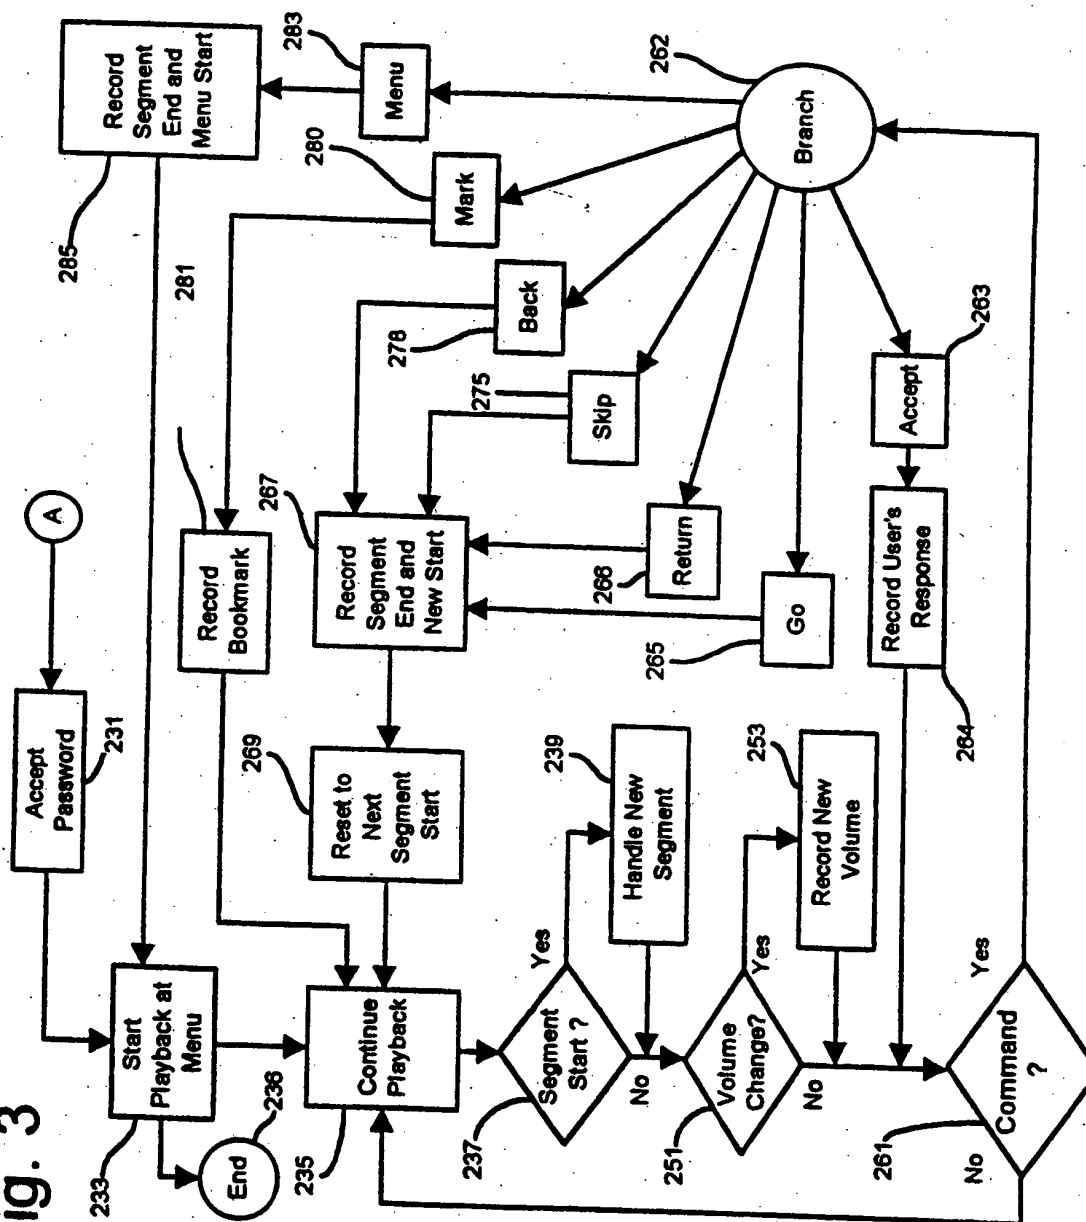 ig. 3
A
Accept
Password
231
Start
Playback at
Menu
233
End
236
Record
Segment
End and
Menu Start
285
283
Menu
281
280
Mark
Record
Bookmark
278
Back
275
Skip
267
Record
Segment
End and
New Start
269
Reset to
Next
Segment
Start
235
Continue
Playback
268
Return
265
Go
262
Branch
263
Accept
Record User's
Response
264
237
Segment
Start ?
Yes
No
239
Handle New
Segment
251
Volume
Change?
Yes
No
253
Record New
Volume
261
Command
?
Yes
No